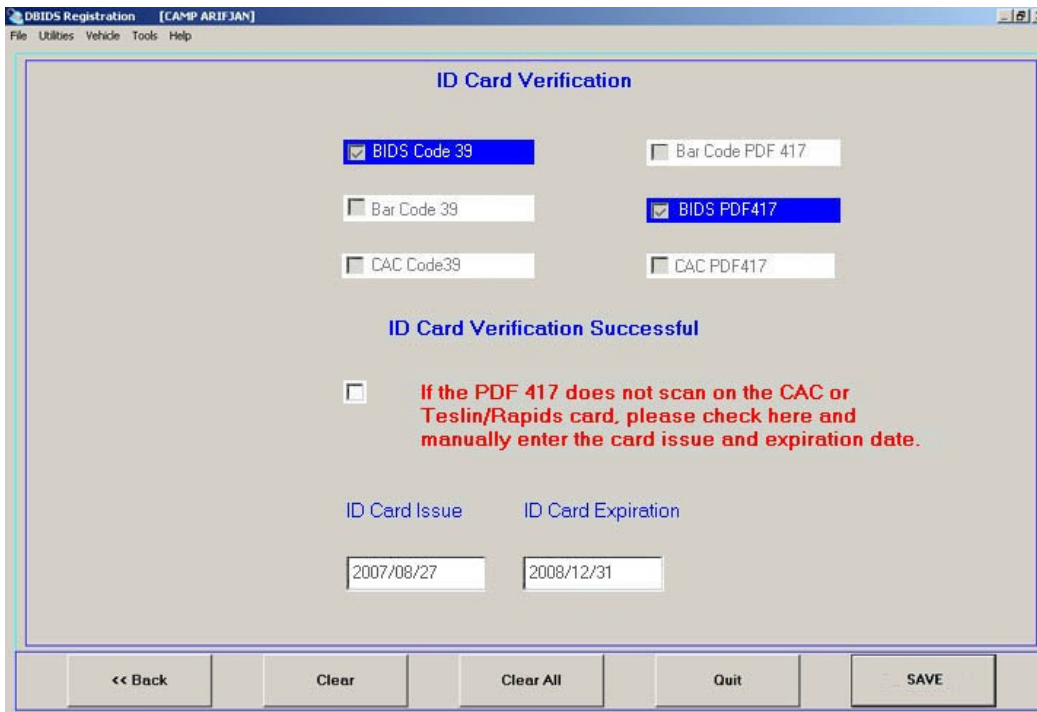 DBIDS Registration [CAMP ARIFJAN]
File Utilities Vehicle Tools Help
ID Card Verification
BIDS Code 39
Bar Code PDF 417
Bar Code 39
BIDS PDF417
CAC Code39
CAC PDF417
ID Card Verification Successful
If the PDF 417 does not scan on the CAC or
Teslin/Rapids card, please check here and
manually enter the card issue and expiration date.
ID Card Issue ID Card Expiration
2007/08/27 2008/12/31
<< Back Clear Clear All Quit SAVE